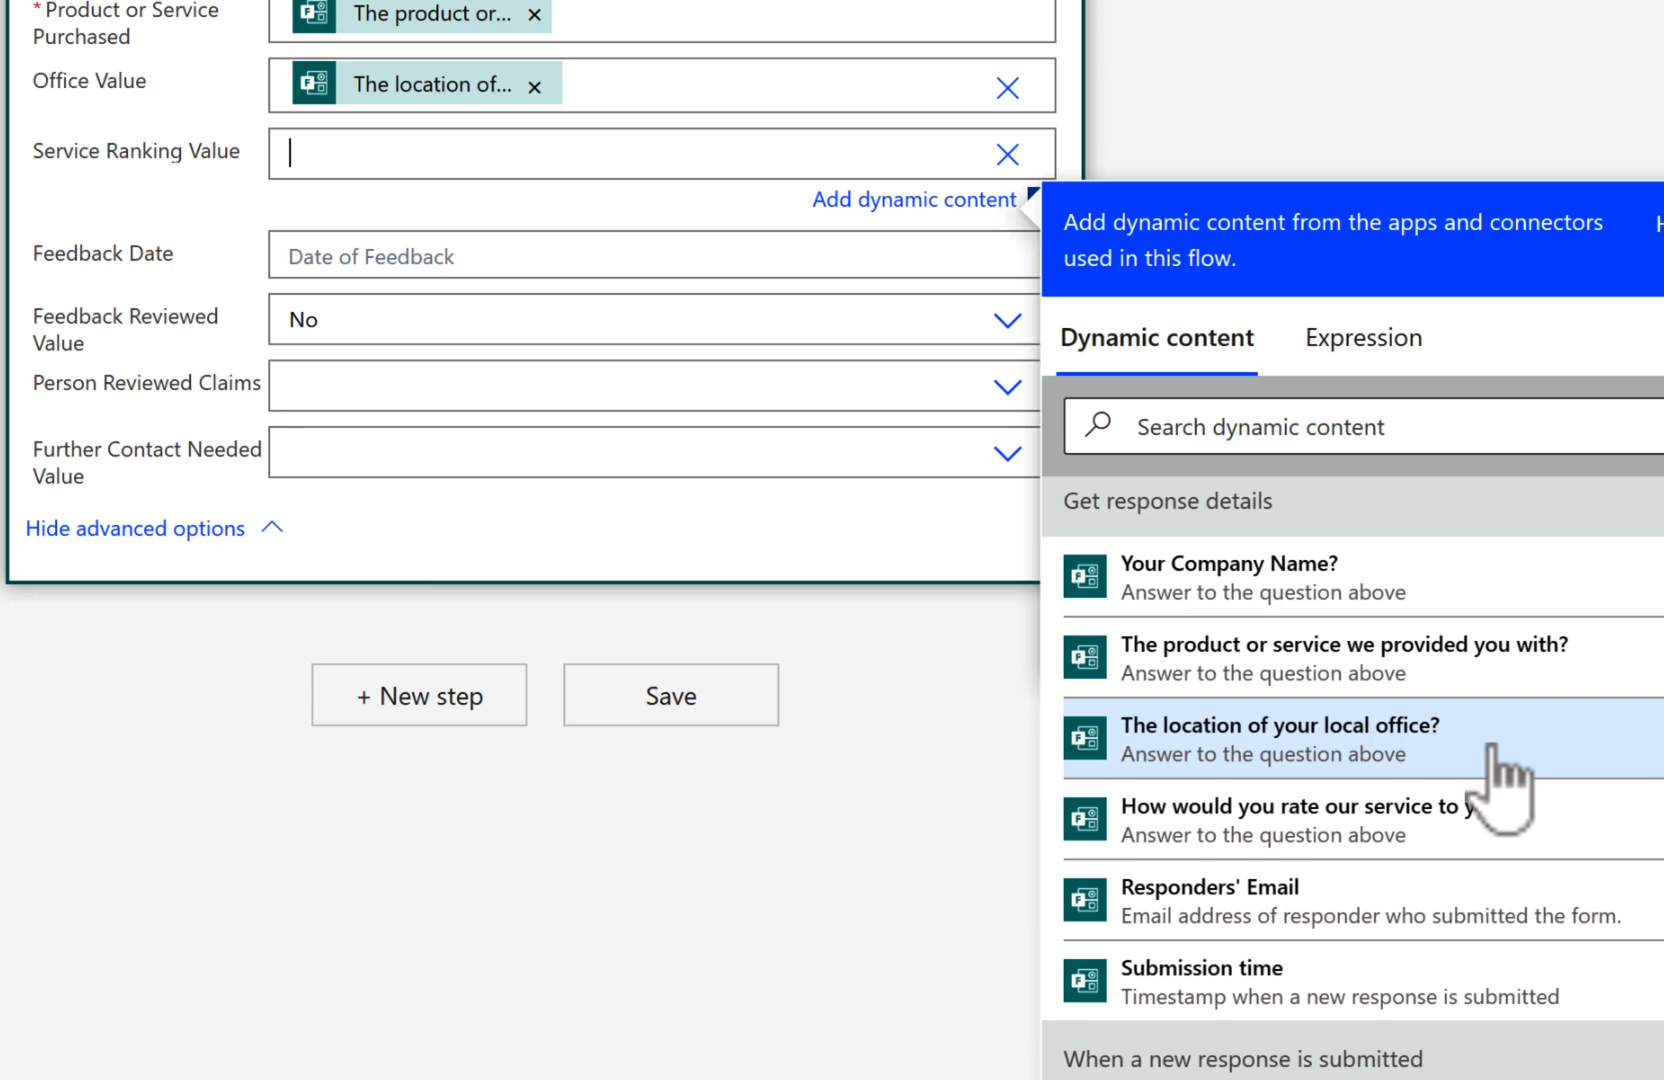 *Product or Service
Purchased
The product or... ×
Office Value
The location of... ×
Service Ranking Value
Add dynamic content
Feedback Date
Date of Feedback
Feedback Reviewed
Value
No
Person Reviewed Claims
Further Contact Needed
Value
Hide advanced options
+ New step
Save
Add dynamic content from the apps and connectors
used in this flow.
Dynamic content
Expression
Search dynamic content
Get response details
Your Company Name?
Answer to the question above
The product or service we provided you with?
Answer to the question above
The location of your local office?
Answer to the question above
How would you rate our service to
Answer to the question above
Responders' Email
Email address of responder who submitted the form.
Submission time
Timestamp when a new response is submitted
When a new response is submitted